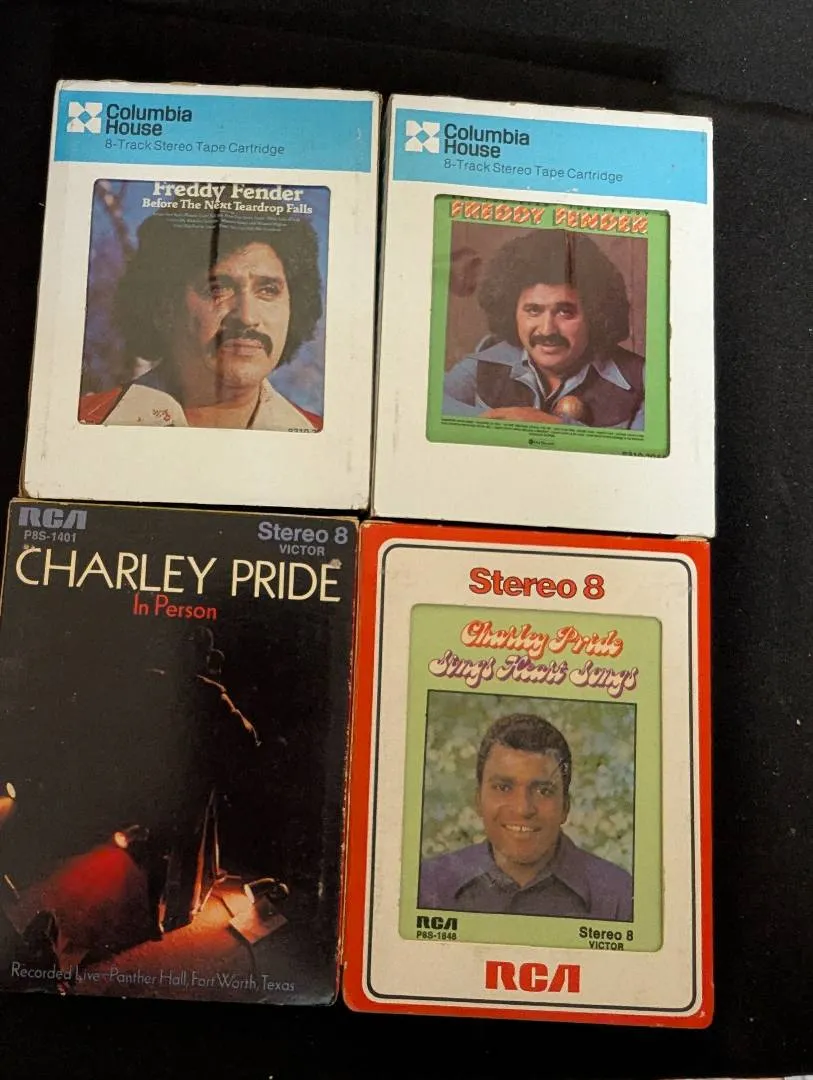 Columbia
House
8-Track Stereo Tape Cartridge
Freddy Fender
Before The Next Teardrop Falls
Columbia
House
8-Track Stereo Tape Cartridge
FREDDY FENDER
RCA
P8S-1401
Stereo 8
VICTOR
CHARLEY PRIDE
In Person
Recorded Live-Panther Hall, Fort Worth, Texas
Stereo 8
Charley Pride
Sings Heart Songs
RCA
P8S-1848
Stereo 8
VICTOR
RCA